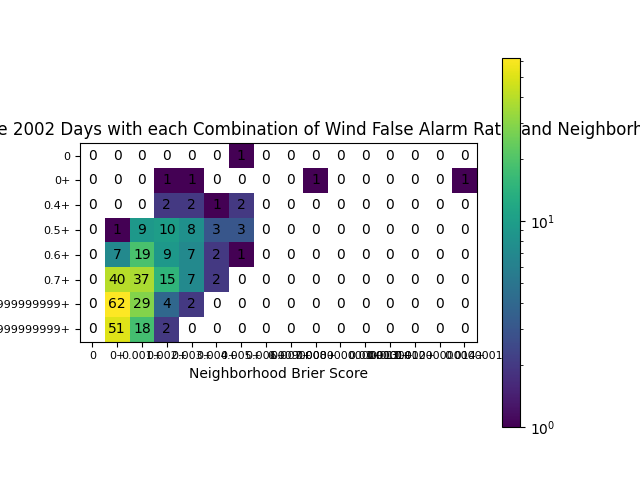 e 2002 Days with each Combination of Wind False Alarm Rat and Neighborh
0 0 0 0 0 0 1 0 0 0 0 0 0 0 0 0
0+ 0 0 0 1 1 0 0 0 0 1 0 0 0 0 0 1
0.4+ 0 0 0 2 2 1 2 0 0 0 0 0 0 0 0 0
0.5+ 0 1 9 10 8 3 3 0 0 0 0 0 0 0 0 0
0.6+ 0 7 19 9 7 2 1 0 0 0 0 0 0 0 0 0
0.7+ 0 40 37 15 7 2 0 0 0 0 0 0 0 0 0 0
999999999+ 0 62 29 4 2 0 0 0 0 0 0 0 0 0 0 0
999999999+ 0 51 18 2 0 0 0 0 0 0 0 0 0 0 0 0
0 0+
Neighborhood Brier Score
10¹
10⁰